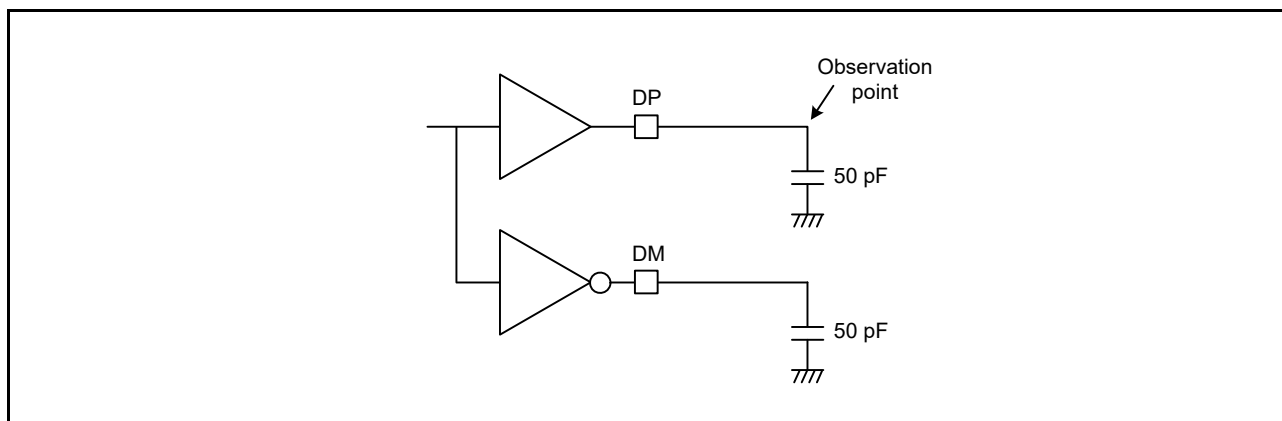 Observation
point
DP
50 pF
DM
50 pF